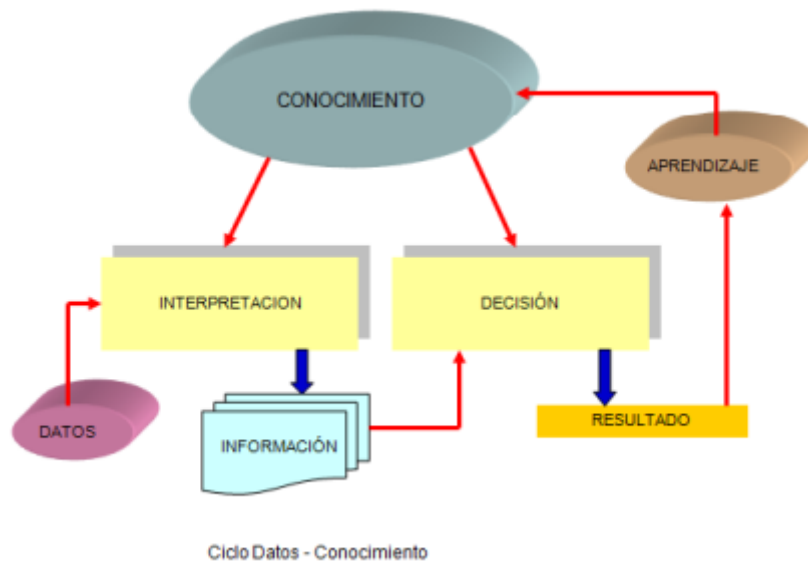 CONOCIMIENTO
APRENDIZAJE
INTERPRETACION
DECISIÓN
DATOS
INFORMACIÓN
RESULTADO
Ciclo Datos - Conocimiento